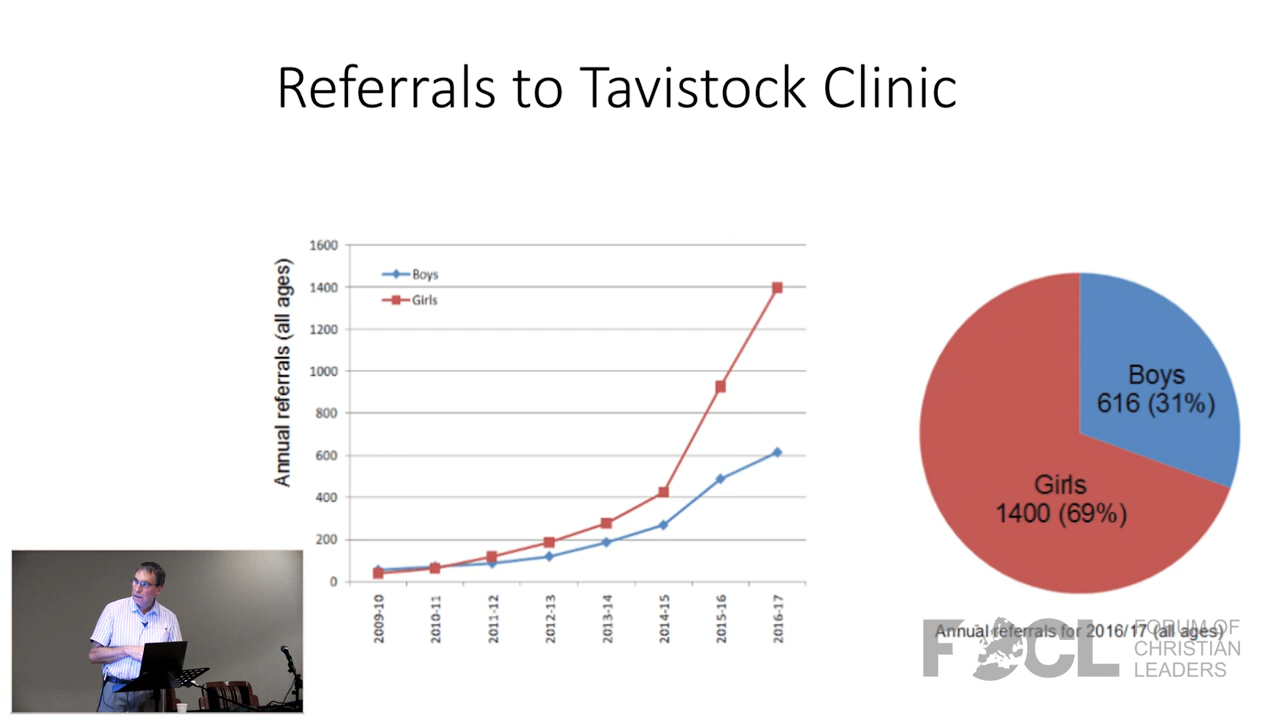 Referrals to Tavistock Clinic
Annual referrals (all ages)
1600
1400
1200
1000
800
600
400
200
0
Boys
Girls
2009-10
2010-11
2011-12
2012-13
2013-14
2014-15
2015-16
2016-17
Boys
616 (31%)
Girls
1400 (69%)
Annual referrals for 2016/17 (all ages)
FOCL
FORUM OF
CHRISTIAN
LEADERS